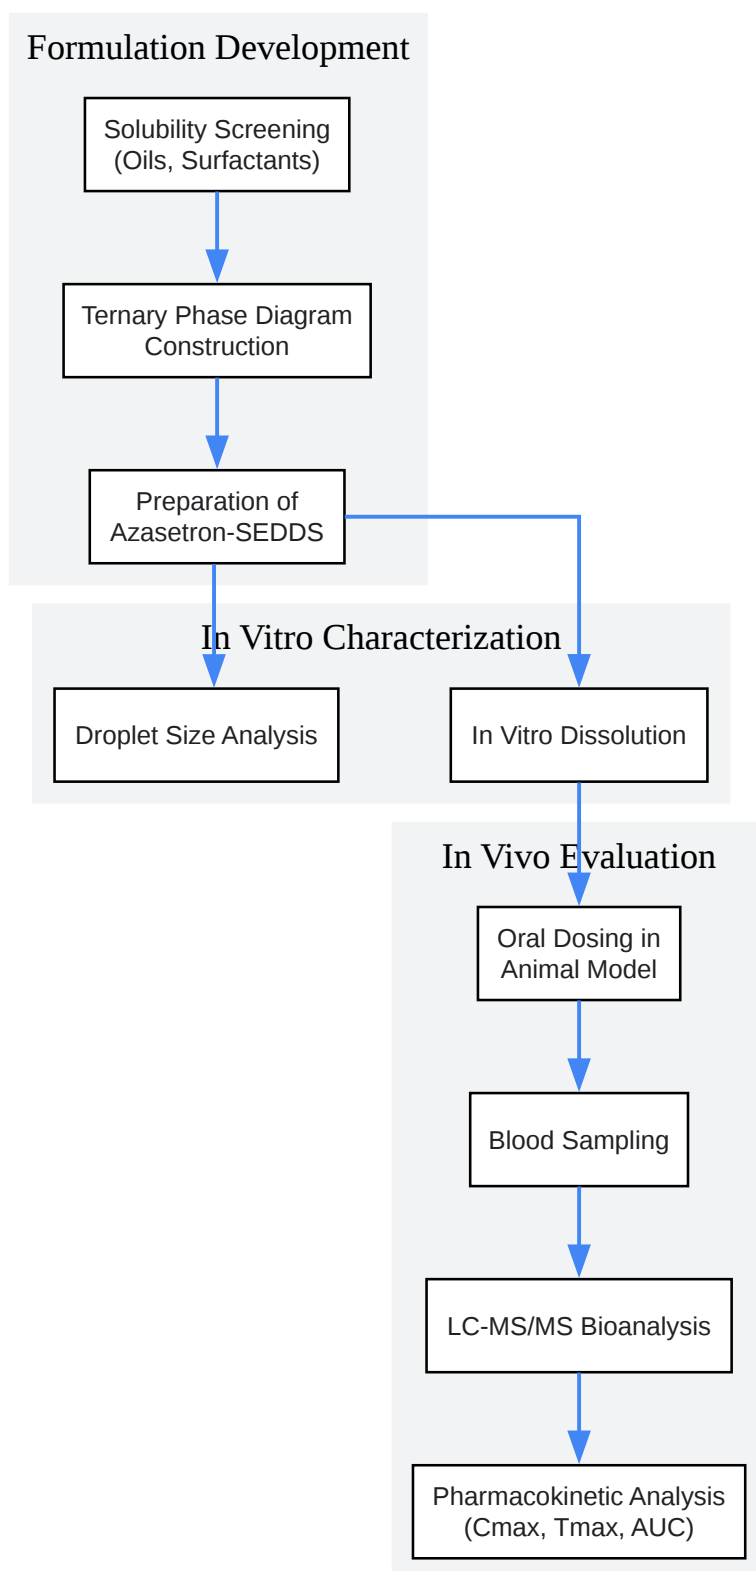 Formulation Development
Solubility Screening
(Oils, Surfactants)
Ternary Phase Diagram
Construction
Preparation of
Azasetron-SEDDS
In Vitro Characterization
Droplet Size Analysis
In Vitro Dissolution
In Vivo Evaluation
Oral Dosing in
Animal Model
Blood Sampling
LC-MS/MS Bioanalysis
Pharmacokinetic Analysis
(Cmax, Tmax, AUC)